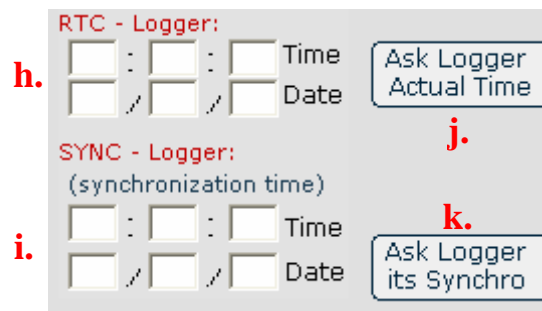 RTC - Logger:
h. : : Time
/ / Date
Ask Logger
Actual Time
j.
SYNC - Logger:
(synchronization time)
i. : : Time
/ / Date
k.
Ask Logger
its Synchro